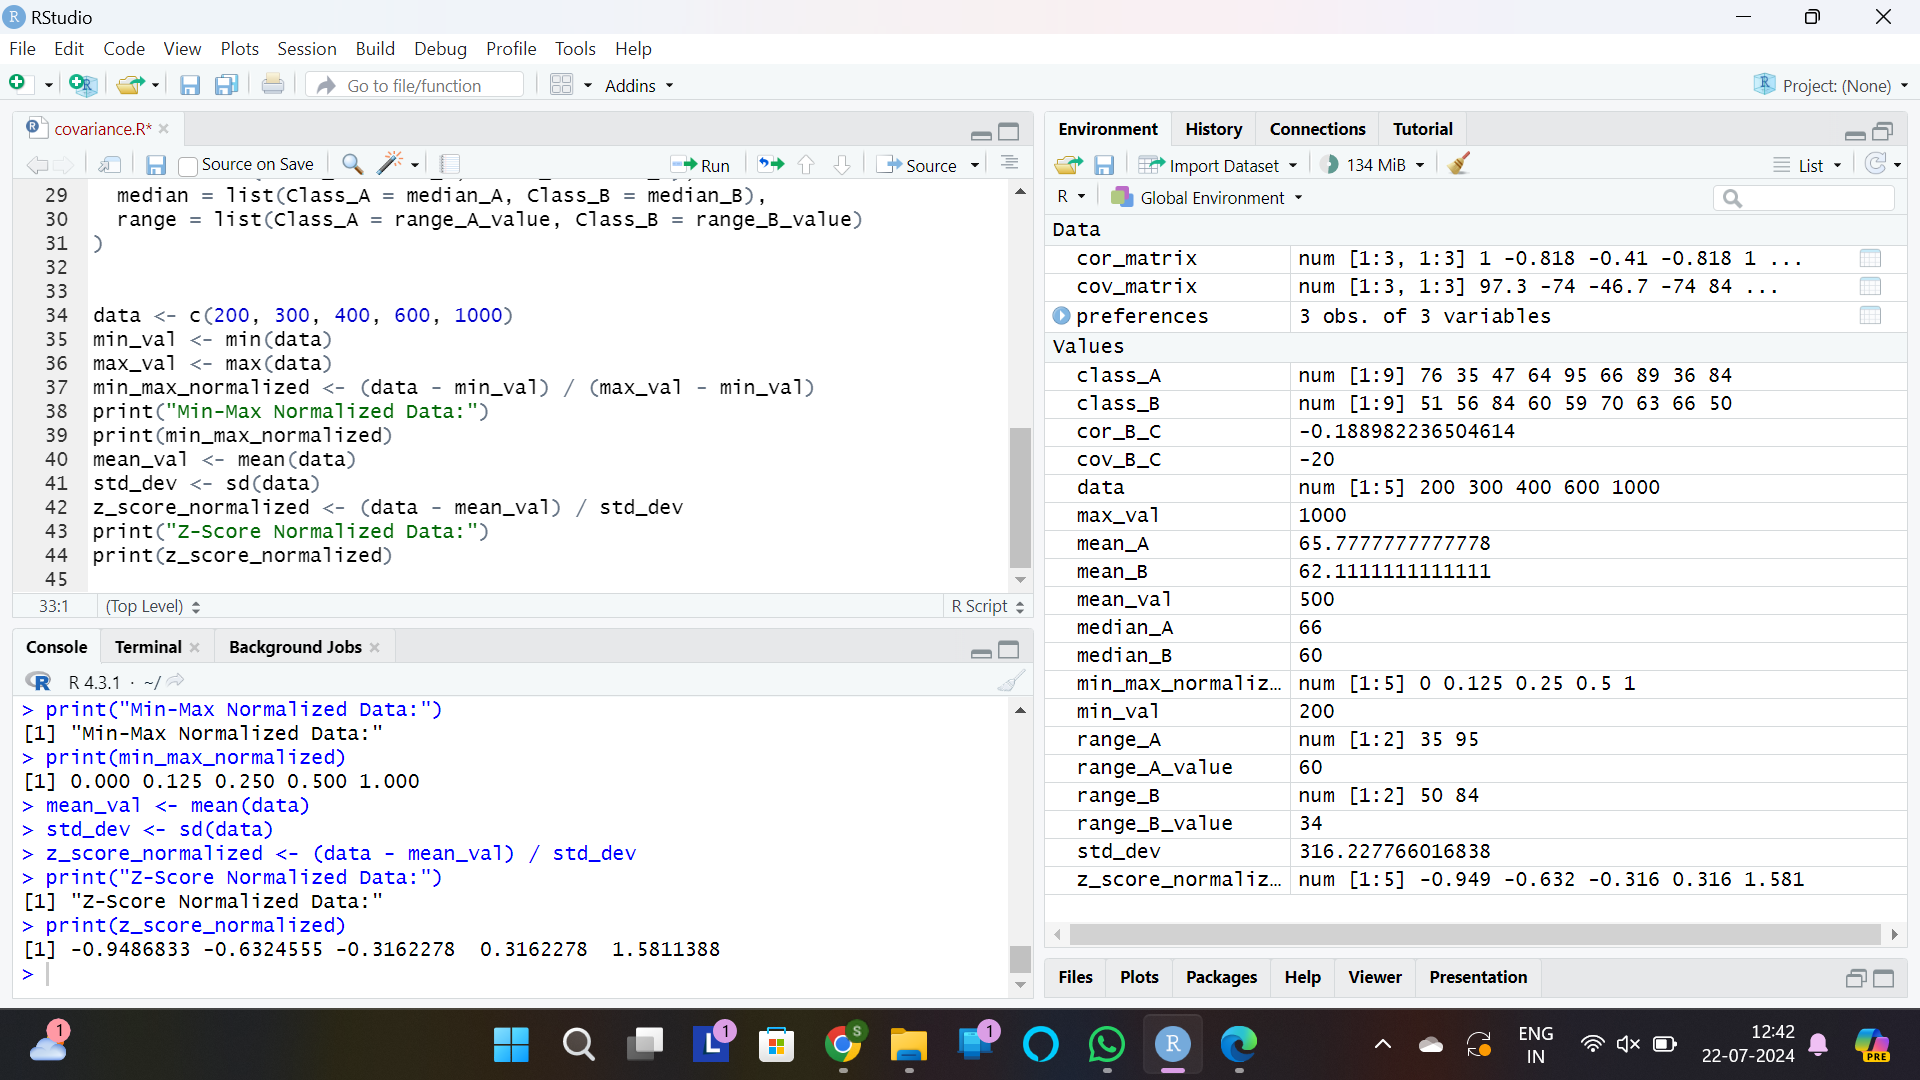 RStudio
File Edit Code View Plots Session Build Debug Profile Tools Help
Go to file/function Addins Project: (None)
covariance.R*
Source on Save Run Source
29 median = list(Class_A = median_A, Class_B = median_B),
30 range = list(Class_A = range_A_value, Class_B = range_B_value)
31 )
32
33
34 data <- c(200, 300, 400, 600, 1000)
35 min_val <- min(data)
36 max_val <- max(data)
37 min_max_normalized <- (data - min_val) / (max_val - min_val)
38 print("Min-Max Normalized Data:")
39 print(min_max_normalized)
40 mean_val <- mean(data)
41 std_dev <- sd(data)
42 z_score_normalized <- (data - mean_val) / std_dev
43 print("Z-Score Normalized Data:")
44 print(z_score_normalized)
45
33:1 (Top Level) R Script
Console Terminal Background Jobs
R 4.3.1 · ~/
> print("Min-Max Normalized Data:")
[1] "Min-Max Normalized Data:"
> print(min_max_normalized)
[1] 0.000 0.125 0.250 0.500 1.000
> mean_val <- mean(data)
> std_dev <- sd(data)
> z_score_normalized <- (data - mean_val) / std_dev
> print("Z-Score Normalized Data:")
[1] "Z-Score Normalized Data:"
> print(z_score_normalized)
[1] -0.9486833 -0.6324555 -0.3162278  0.3162278  1.5811388
>
Environment History Connections Tutorial
Import Dataset 134 MiB List
R Global Environment
Data
cor_matrix num [1:3, 1:3] 1 -0.818 -0.41 -0.818 1 ...
cov_matrix num [1:3, 1:3] 97.3 -74 -46.7 -74 84 ...
preferences 3 obs. of 3 variables
Values
class_A num [1:9] 76 35 47 64 95 66 89 36 84
class_B num [1:9] 51 56 84 60 59 70 63 66 50
cor_B_C -0.188982236504614
cov_B_C -20
data num [1:5] 200 300 400 600 1000
max_val 1000
mean_A 65.7777777777778
mean_B 62.1111111111111
mean_val 500
median_A 66
median_B 60
min_max_normaliz… num [1:5] 0 0.125 0.25 0.5 1
min_val 200
range_A num [1:2] 35 95
range_A_value 60
range_B num [1:2] 50 84
range_B_value 34
std_dev 316.227766016838
z_score_normaliz… num [1:5] -0.949 -0.632 -0.316 0.316 1.581
Files Plots Packages Help Viewer Presentation
1 L 1 S 1 R ENG 12:42
IN 22-07-2024 PRE